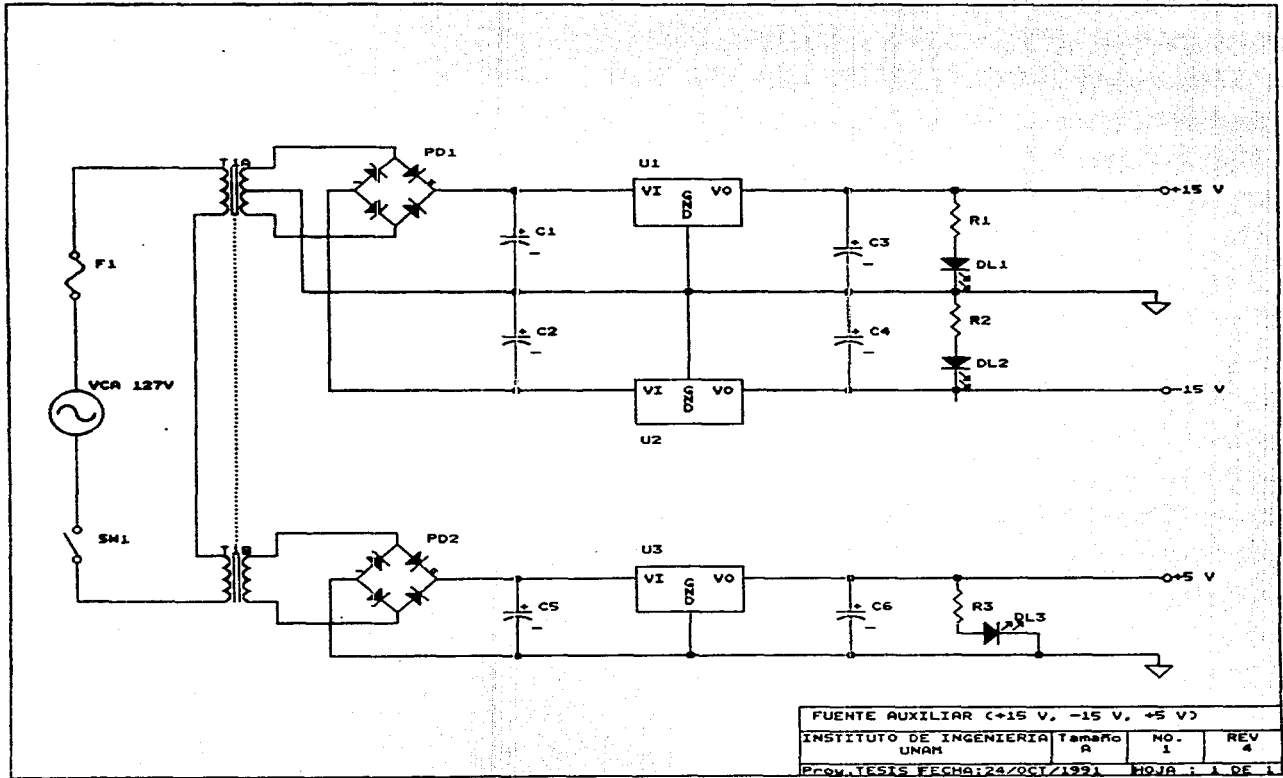 T1A
PD1
U1
VI VO
GND
+15 V
C1
C3
R1
DL1
F1
C2
C4
R2
DL2
VCA 127V
VI VO
GND
-15 V
U2
SW1
T1B
PD2
U3
VI VO
GND
+5 V
C5
C6
R3
DL3
FUENTE AUXILIAR (+15 V, -15 V, +5 V)
INSTITUTO DE INGENIERIA
UNAM
Tamaño
A
NO.
1
REV
4
Proy.TESIS FECHA:24/OCT/1991
HOJA : 1 DE 1